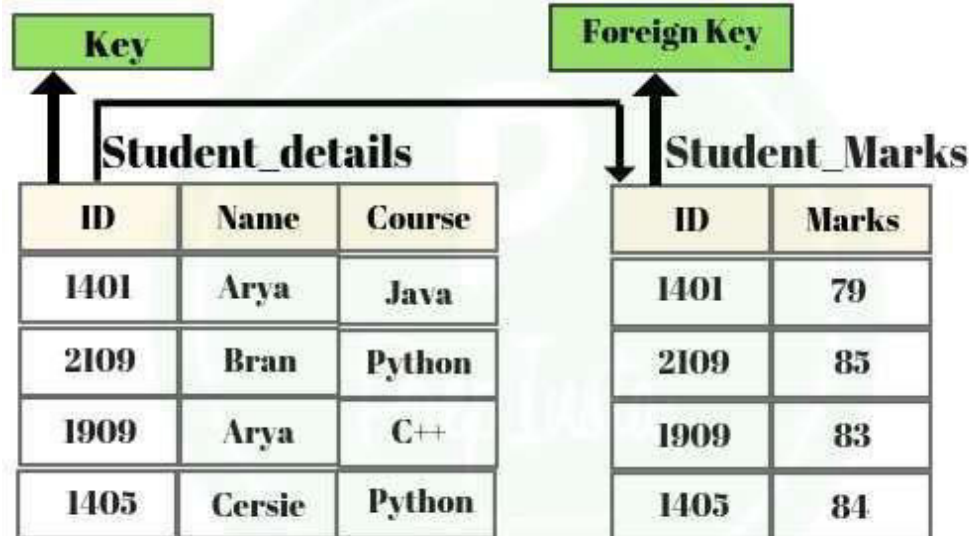 Key
Foreign Key
Student_details
Student_Marks
ID Name Course
1401 Arya Java
2109 Bran Python
1909 Arya C++
1405 Cersie Python
ID Marks
1401 79
2109 85
1909 83
1405 84